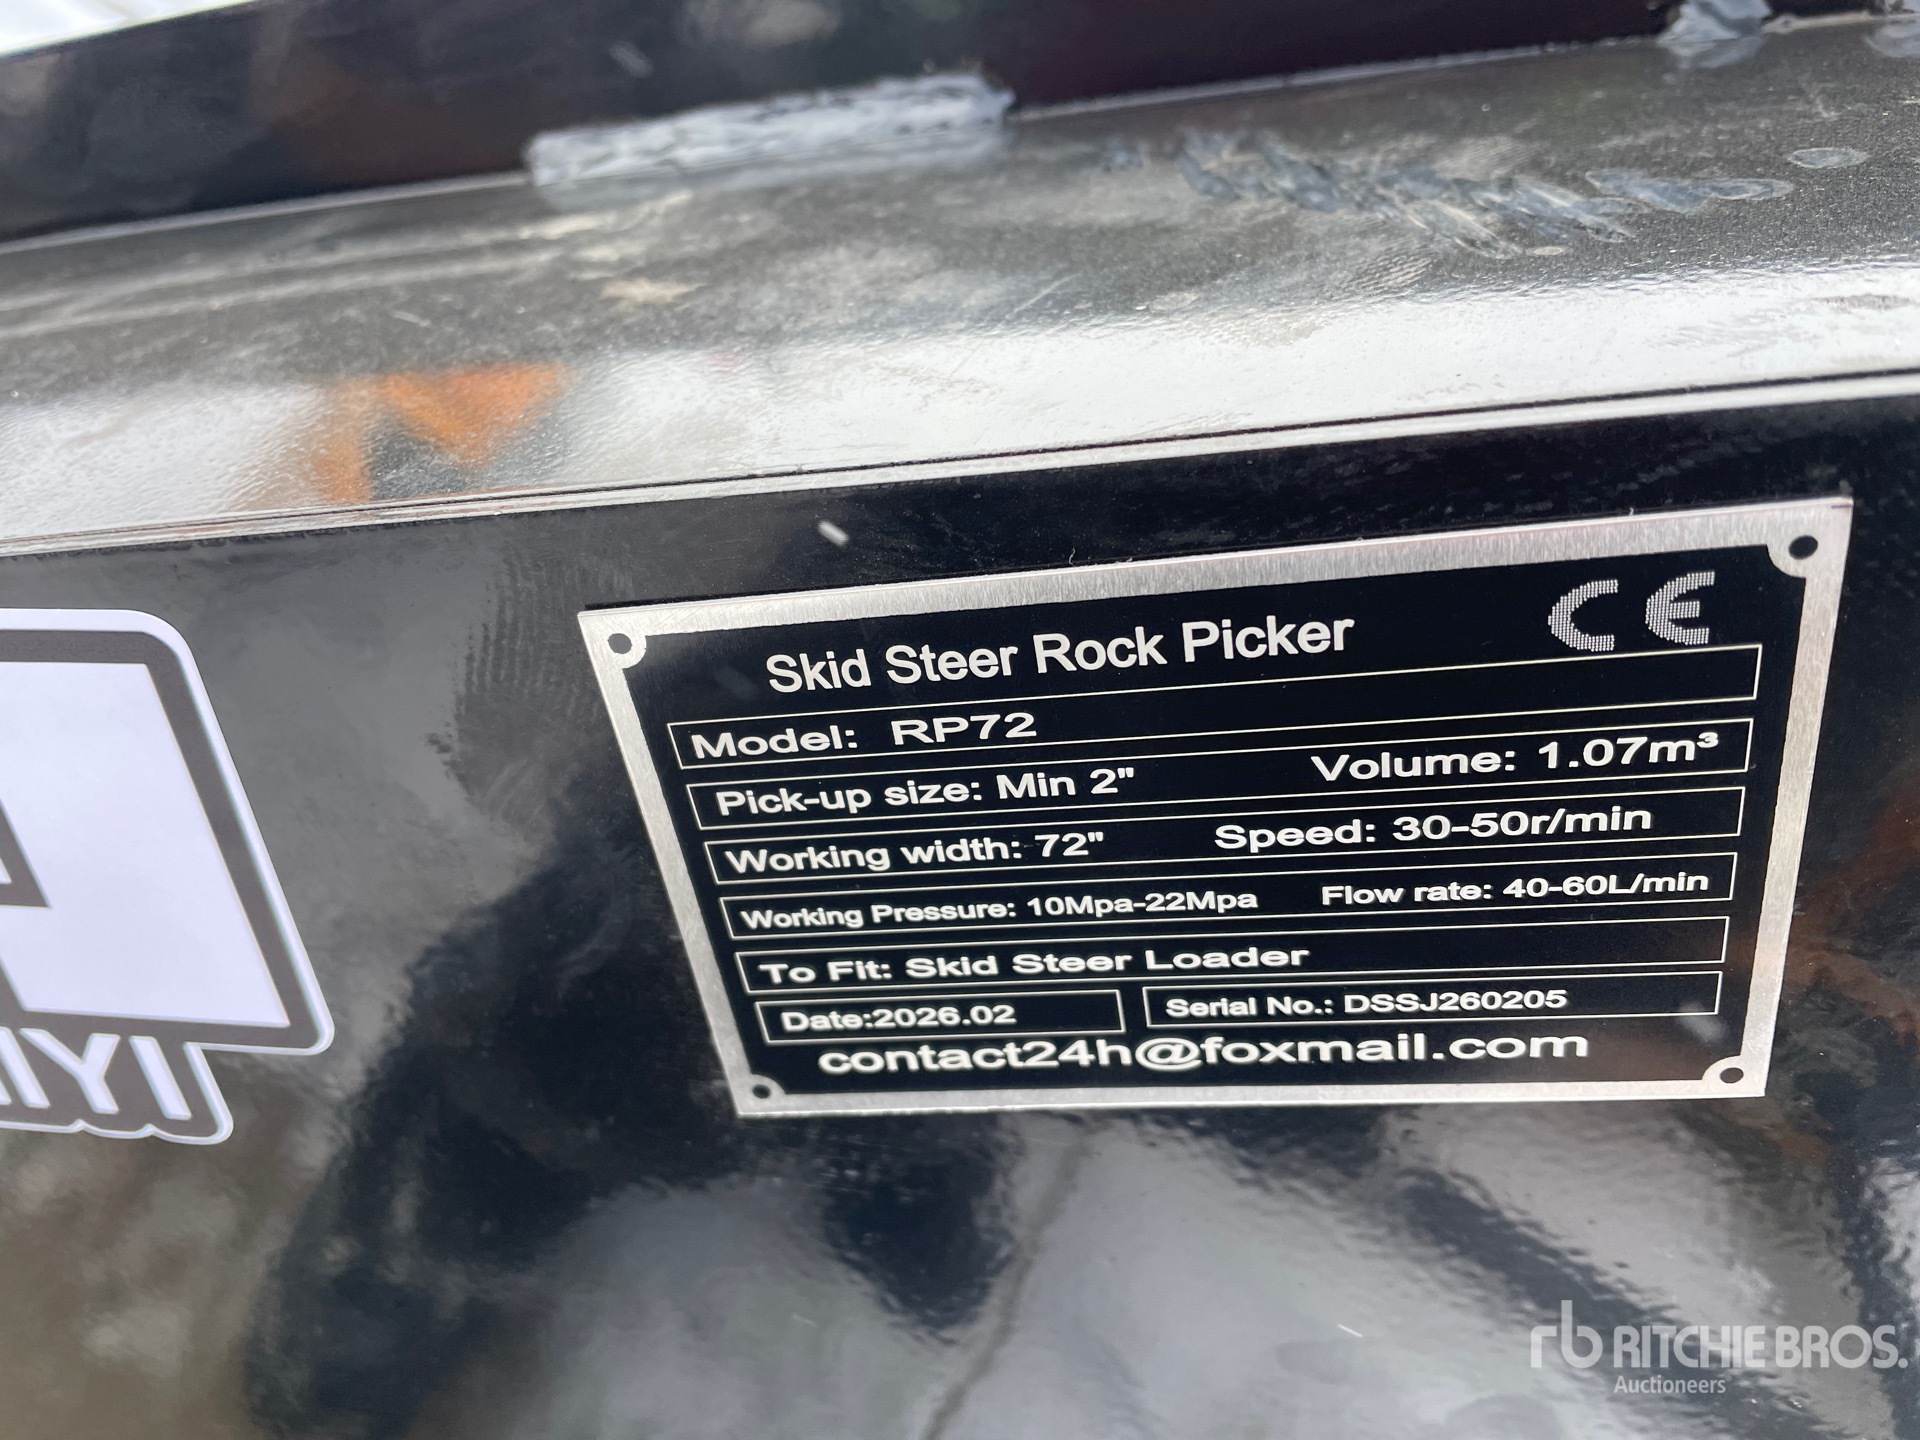 CE
Skid Steer Rock Picker
Model: RP72
Pick-up size: Min 2" Volume: 1.07m³
Working width: 72" Speed: 30-50r/min
Working Pressure: 10Mpa-22Mpa Flow rate: 40-60L/min
To Fit: Skid Steer Loader
Date:2026.02 Serial No.: DSSJ260205
contact24h@foxmail.com
rb RITCHIE BROS.
Auctioneers